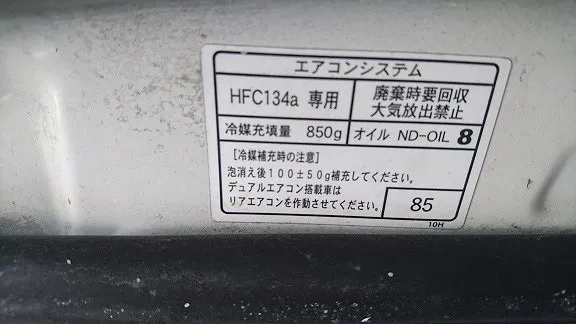 エアコンシステム
HFC134a 専用
廃棄時要回収
大気放出禁止
冷媒充填量 850g
オイル ND-OIL 8
[冷媒補充時の注意]
泡消え後100±50g補充してください。
デュアルエアコン搭載車は
リアエアコンを作動させてください。
85
10H